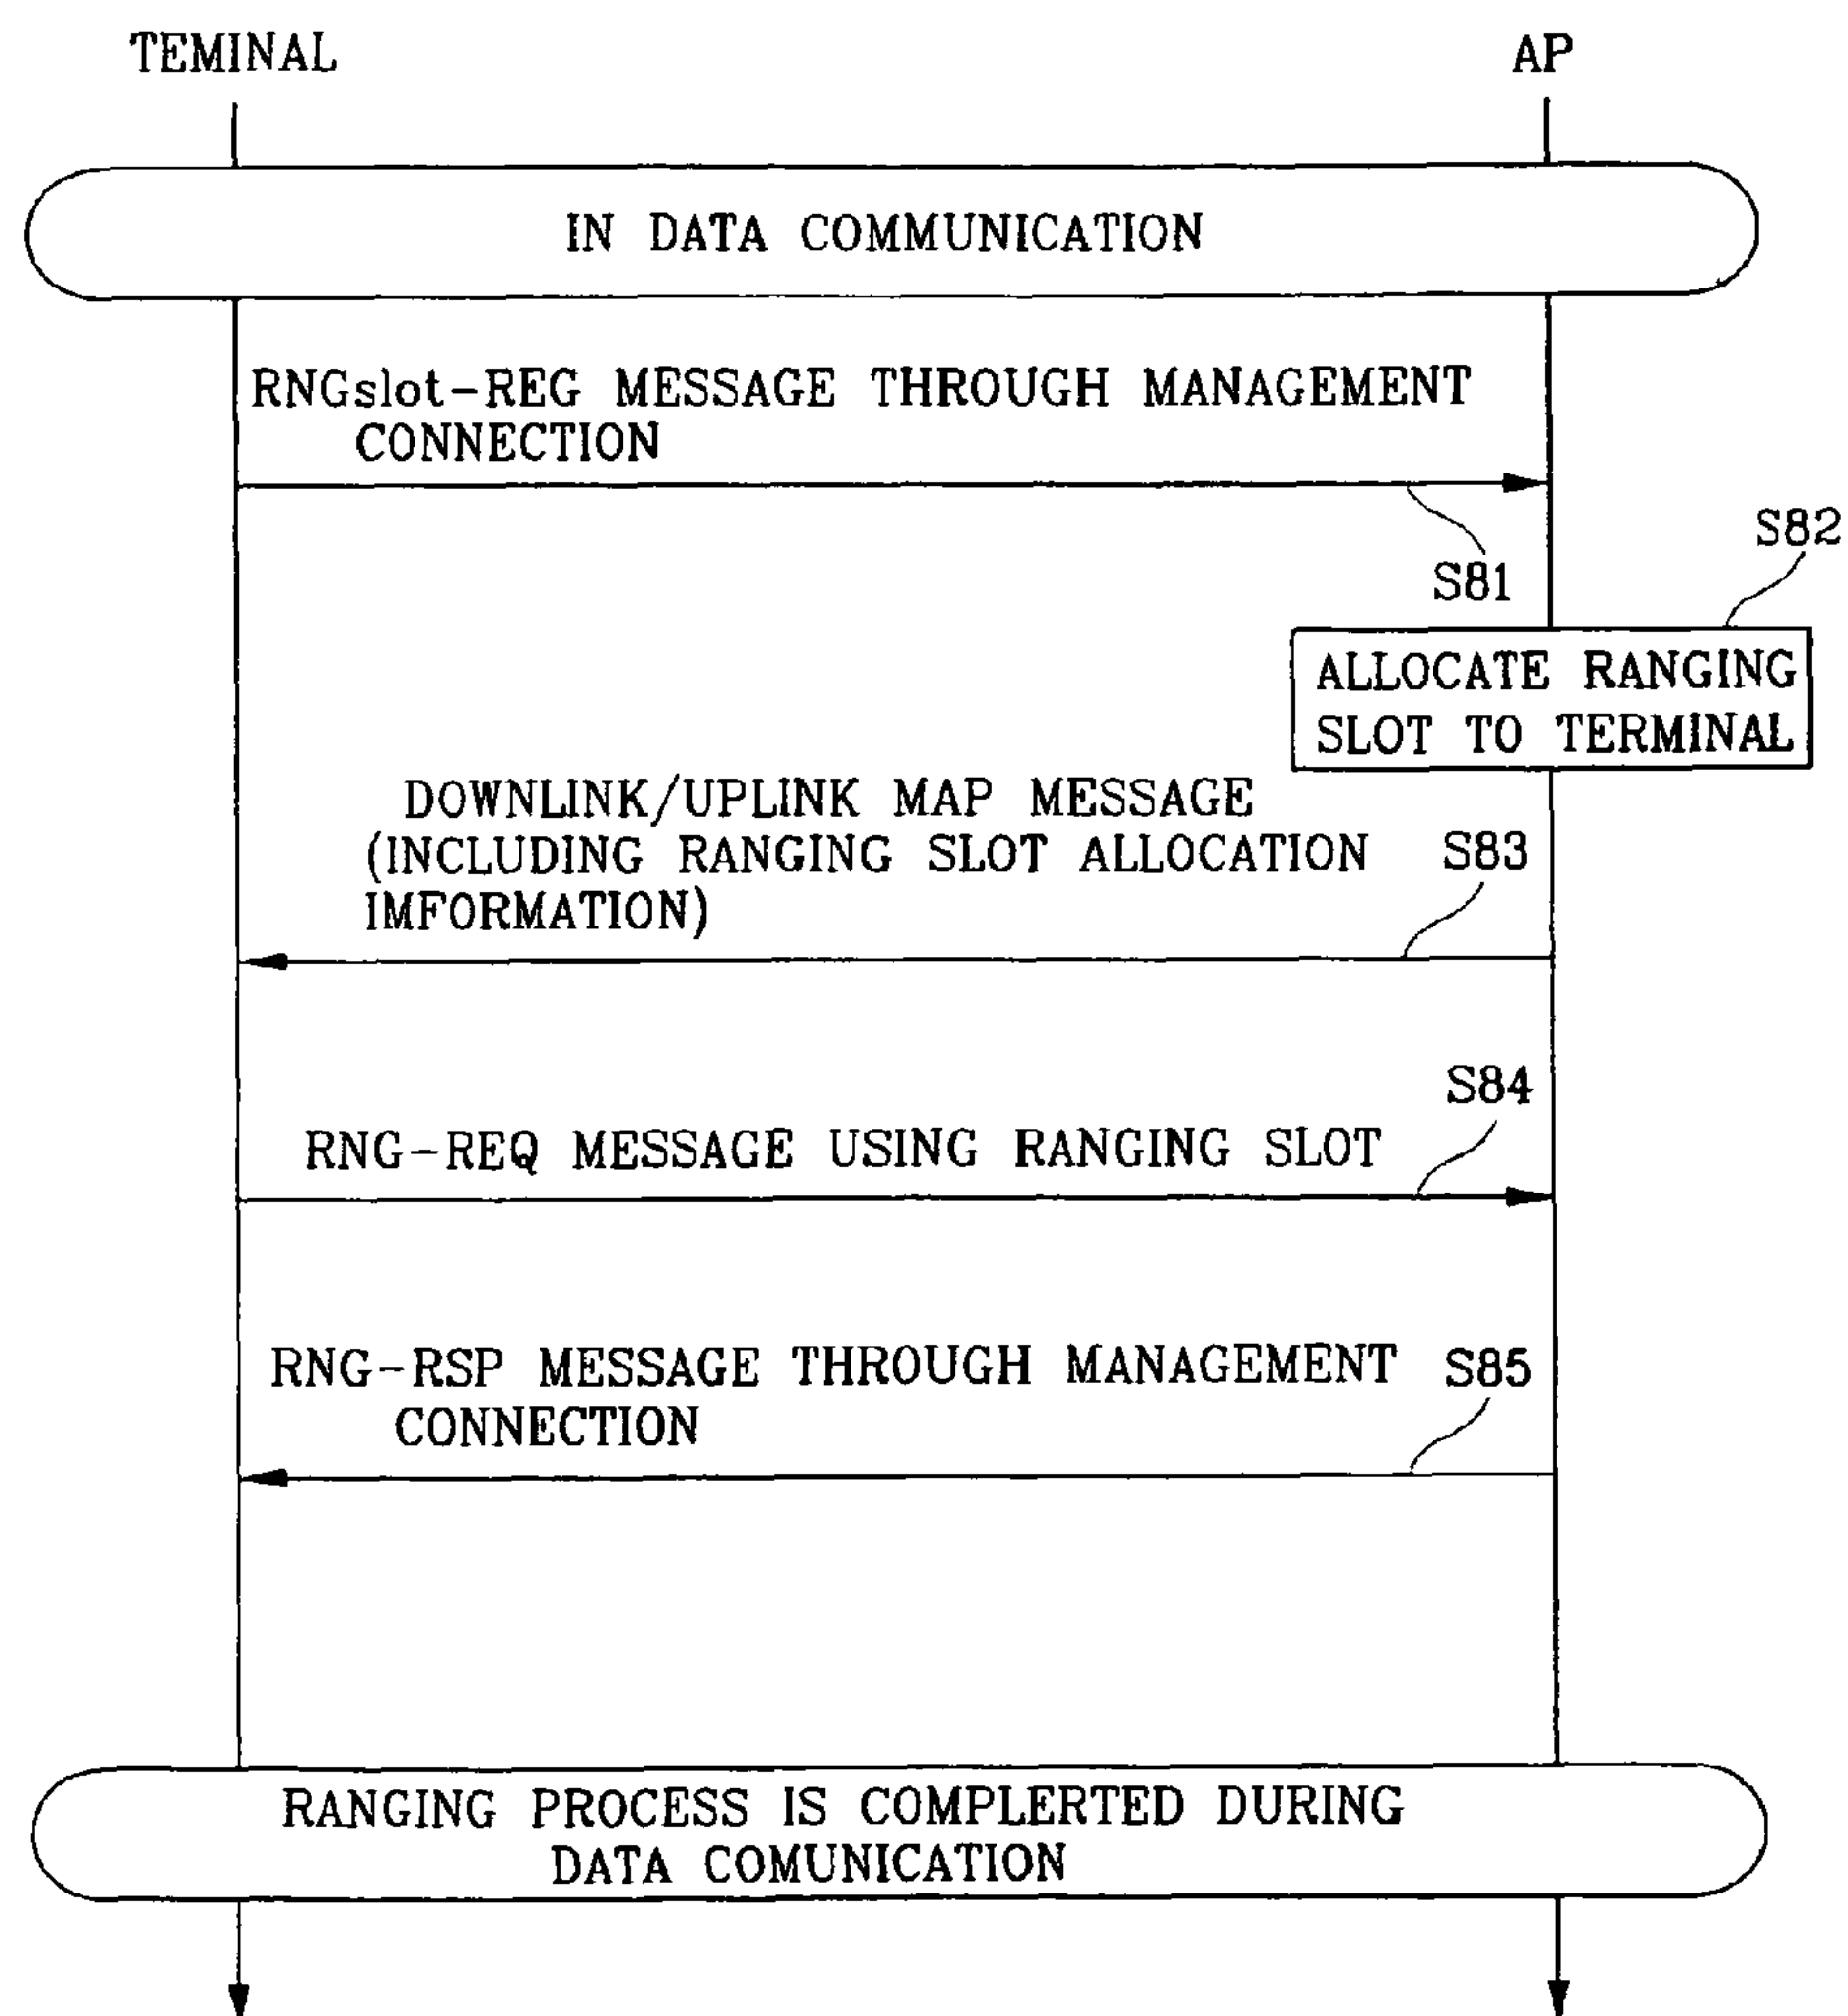 TEMINAL
AP
IN DATA COMMUNICATION
RNGslot-REG MESSAGE THROUGH MANAGEMENT
CONNECTION
S81
S82
ALLOCATE RANGING
SLOT TO TERMINAL
DOWNLINK/UPLINK MAP MESSAGE
(INCLUDING RANGING SLOT ALLOCATION
IMFORMATION)
S83
S84
RNG-REQ MESSAGE USING RANGING SLOT
RNG-RSP MESSAGE THROUGH MANAGEMENT
CONNECTION
S85
RANGING PROCESS IS COMPLERTED DURING
DATA COMUNICATION